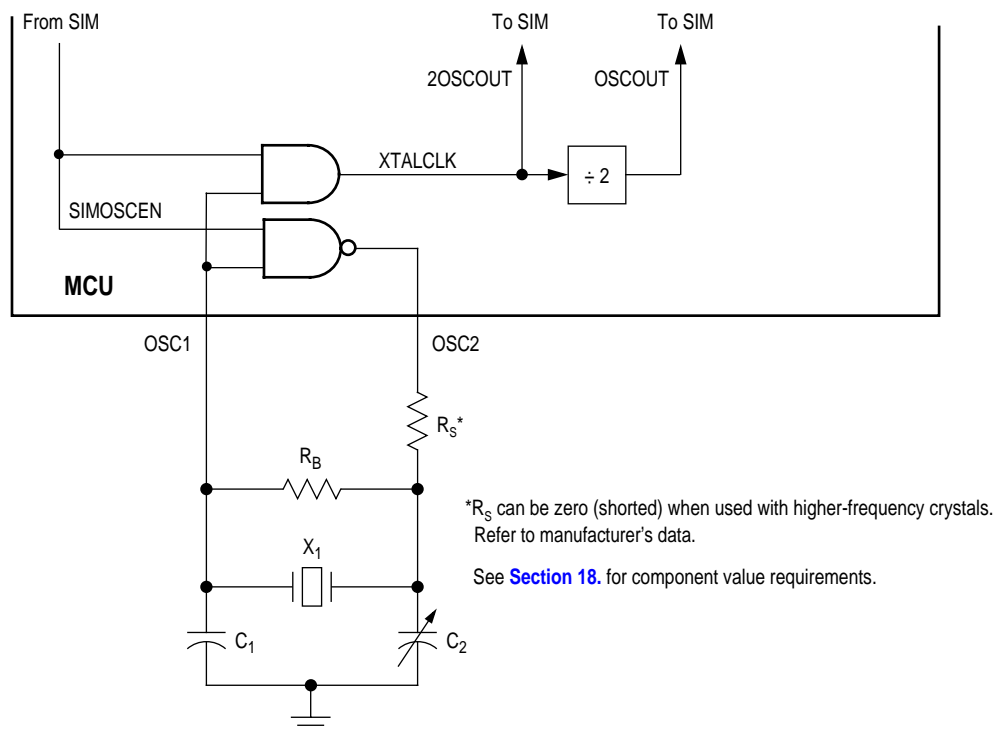 From SIM
To SIM
To SIM
2OSCOUT
OSCOUT
XTALCLK
÷ 2
SIMOSCEN
MCU
OSC1
OSC2
RS*
RB
*RS can be zero (shorted) when used with higher-frequency crystals.
Refer to manufacturer's data.
X1
See Section 18. for component value requirements.
C1
C2